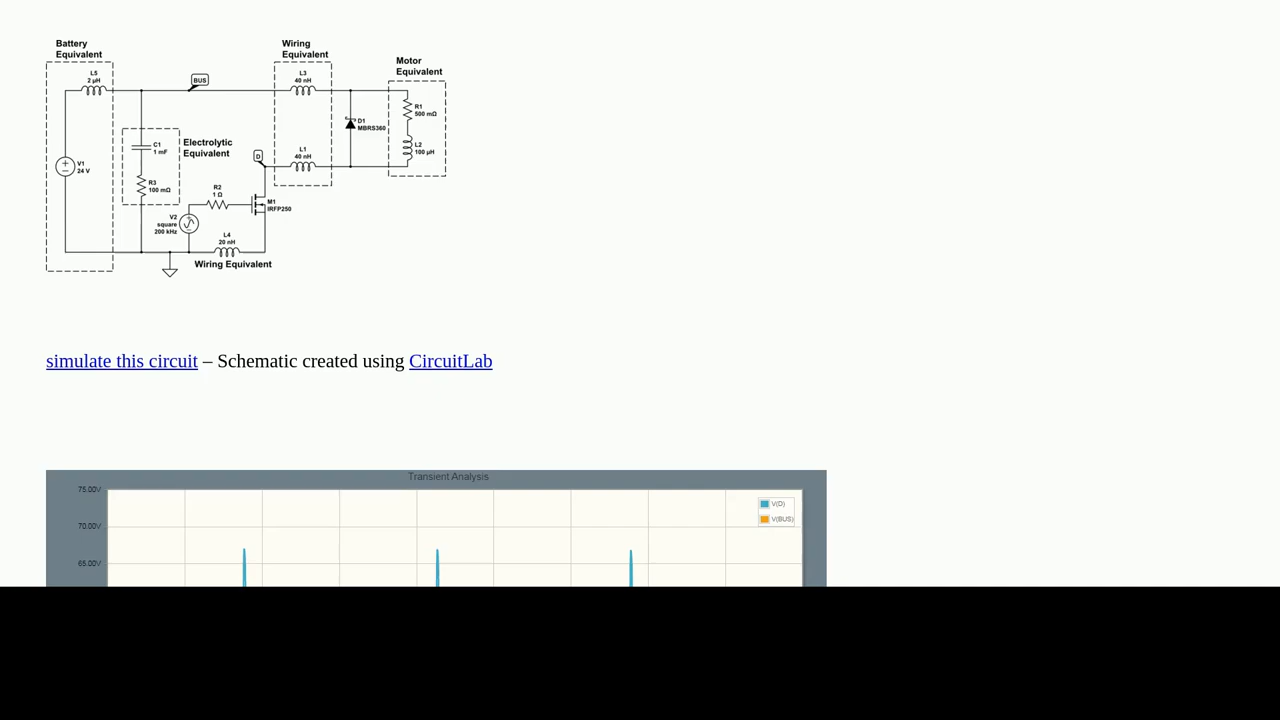 Battery
Equivalent
Wiring
Equivalent
Motor
Equivalent
L5
2 μH
BUS
L3
40 nH
R1
500 mΩ
D1
MBRS360
C1
1 mF
Electrolytic
Equivalent
D
L1
40 nH
L2
100 μH
V1
24 V
R3
100 mΩ
R2
1 Ω
M1
IRFP250
V2
square
200 kHz
L4
20 nH
Wiring Equivalent
simulate this circuit – Schematic created using CircuitLab
Transient Analysis
75.00V
V(D)
V(BUS)
70.00V
65.00V